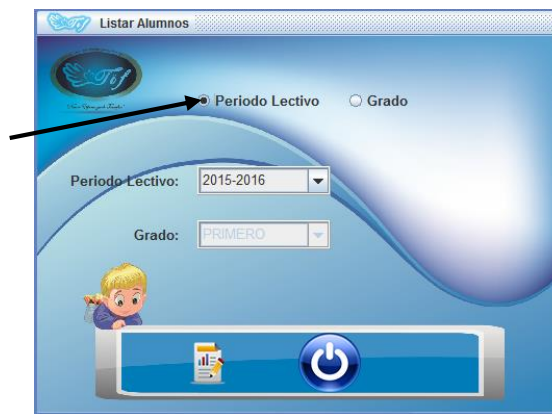 Listar Alumnos
Periodo Lectivo Grado
Periodo Lectivo: 2015-2016
Grado: PRIMERO